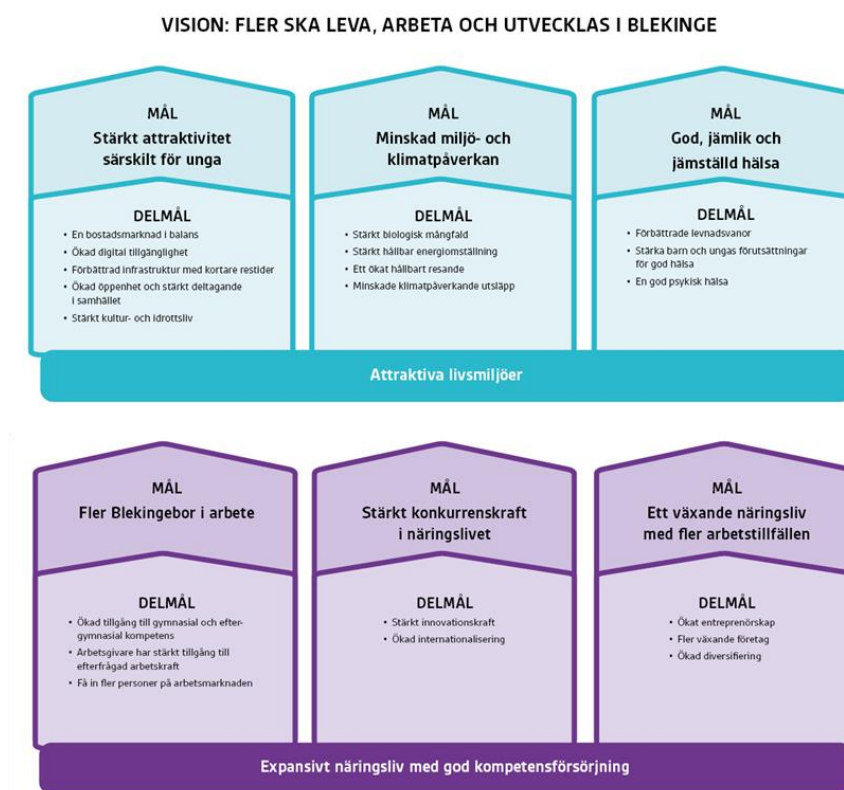 VISION: FLER SKA LEVA, ARBETA OCH UTVECKLAS I BLEKINGE
MÅL
Stärkt attraktivitet
särskilt för unga
DELMÅL
• En bostadsmarknad i balans
• Ökad digital tillgänglighet
• Förbättrad infrastruktur med kortare restider
• Ökad öppenhet och stärkt deltagande
i samhället
• Stärkt kultur- och idrottsliv
MÅL
Minskad miljö- och
klimatpåverkan
DELMÅL
• Stärkt biologisk mångfald
• Stärkt hållbar energiomställning
• Ett ökat hållbart resande
• Minskade klimatpåverkande utsläpp
MÅL
God, jämlik och
jämställd hälsa
DELMÅL
• Förbättrade levnadsvanor
• Stärka barn och ungas förutsättningar
för god hälsa
• En god psykisk hälsa
Attraktiva livsmiljöer
MÅL
Fler Blekingebor i arbete
DELMÅL
• Ökad tillgång till gymnasial och efter-
gymnasial kompetens
• Arbetsgivare har stärkt tillgång till
efterfrågad arbetskraft
• Få in fler personer på arbetsmarknaden
MÅL
Stärkt konkurrenskraft
i näringslivet
DELMÅL
• Stärkt innovationskraft
• Ökad internationalisering
MÅL
Ett växande näringsliv
med fler arbetstillfällen
DELMÅL
• Ökat entreprenörskap
• Fler växande företag
• Ökad diversifiering
Expansivt näringsliv med god kompetensförsörjning